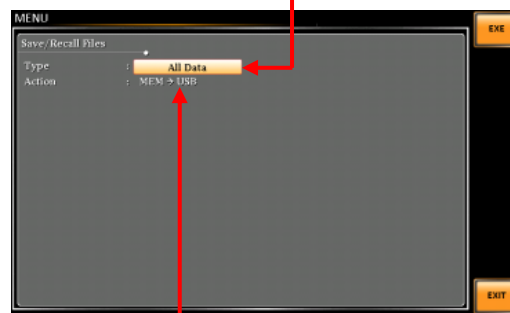 MENU
EXE
Save/Recall Files
Type : All Data
Action : MEM → USB
EXIT